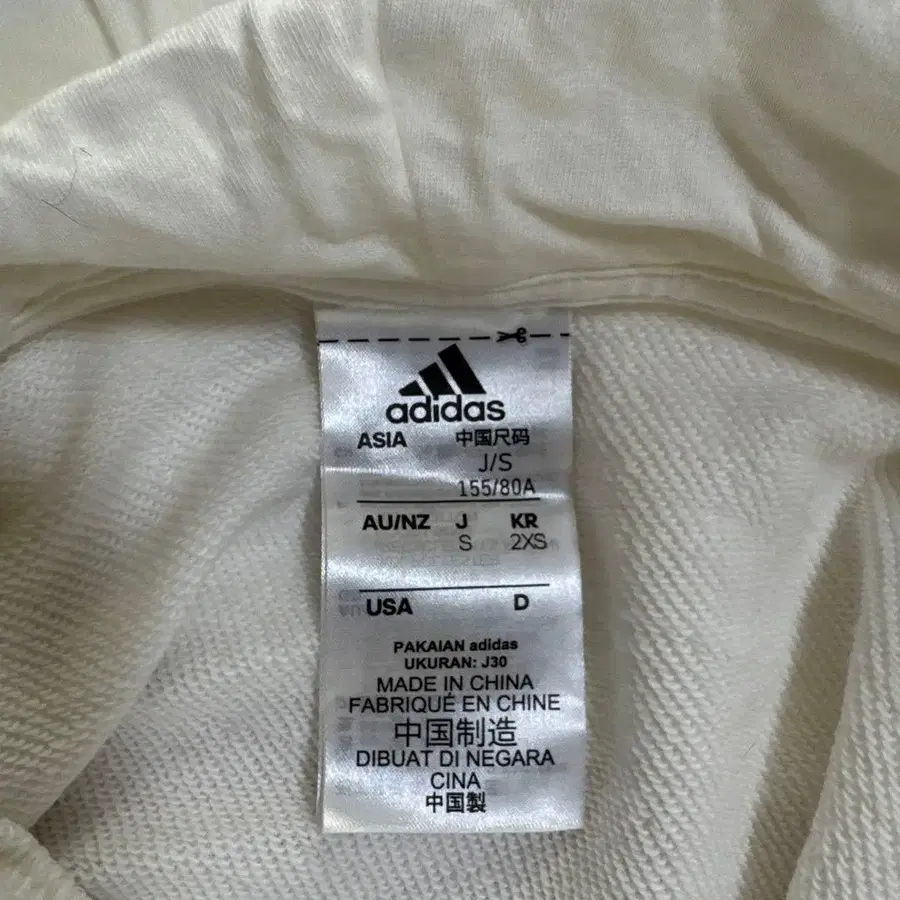 adidas
ASIA 中国尺码
J/S
155/80A
AU/NZ J KR
S 2XS
USA D
PAKAIAN adidas
UKURAN: J30
MADE IN CHINA
FABRIQUÉ EN CHINE
中国制造
DIBUAT DI NEGARA
CINA
中国製